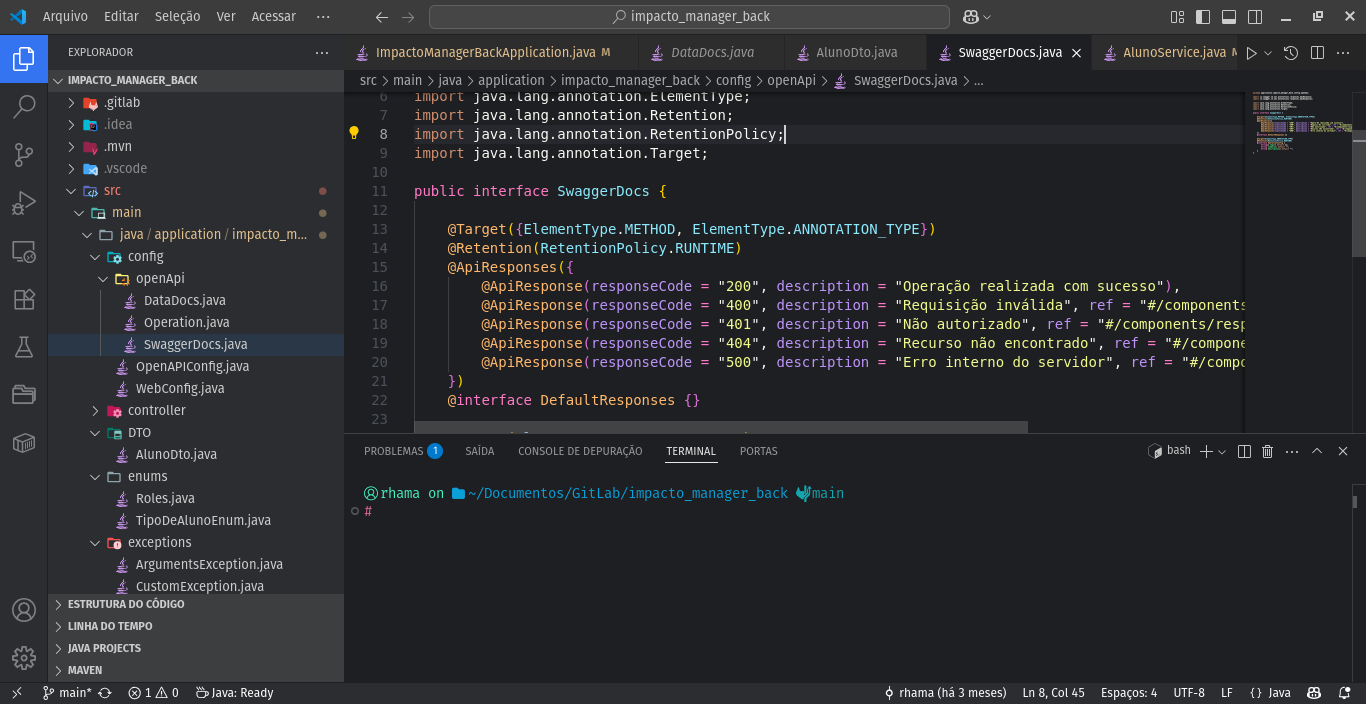 Arquivo Editar Seleção Ver Acessar ··· impacto_manager_back
EXPLORADOR ···
IMPACTO_MANAGER_BACK
.gitlab
.idea
.mvn
.vscode
src
main
java / application / impacto_m...
config
openApi
DataDocs.java
Operation.java
SwaggerDocs.java
OpenAPIConfig.java
WebConfig.java
controller
DTO
AlunoDto.java
enums
Roles.java
TipoDeAlunoEnum.java
exceptions
ArgumentsException.java
CustomException.java
ESTRUTURA DO CÓDIGO
LINHA DO TEMPO
JAVA PROJECTS
MAVEN
ImpactoManagerBackApplication.java M DataDocs.java AlunoDto.java SwaggerDocs.java AlunoService.java M
src > main > java > application > impacto_manager_back > config > openApi > SwaggerDocs.java > ...
6 import java.lang.annotation.ElementType;
7 import java.lang.annotation.Retention;
8 import java.lang.annotation.RetentionPolicy;
9 import java.lang.annotation.Target;
10
11 public interface SwaggerDocs {
12
13 @Target({ElementType.METHOD, ElementType.ANNOTATION_TYPE})
14 @Retention(RetentionPolicy.RUNTIME)
15 @ApiResponses({
16 @ApiResponse(responseCode = "200", description = "Operação realizada com sucesso"),
17 @ApiResponse(responseCode = "400", description = "Requisição inválida", ref = "#/components
18 @ApiResponse(responseCode = "401", description = "Não autorizado", ref = "#/components/resp
19 @ApiResponse(responseCode = "404", description = "Recurso não encontrado", ref = "#/compone
20 @ApiResponse(responseCode = "500", description = "Erro interno do servidor", ref = "#/compo
21 })
22 @interface DefaultResponses {}
23
PROBLEMAS 1 SAÍDA CONSOLE DE DEPURAÇÃO TERMINAL PORTAS bash
rhama on ~/Documentos/GitLab/impacto_manager_back main
#
main* 1 0 Java: Ready rhama (há 3 meses) Ln 8, Col 45 Espaços: 4 UTF-8 LF {} Java